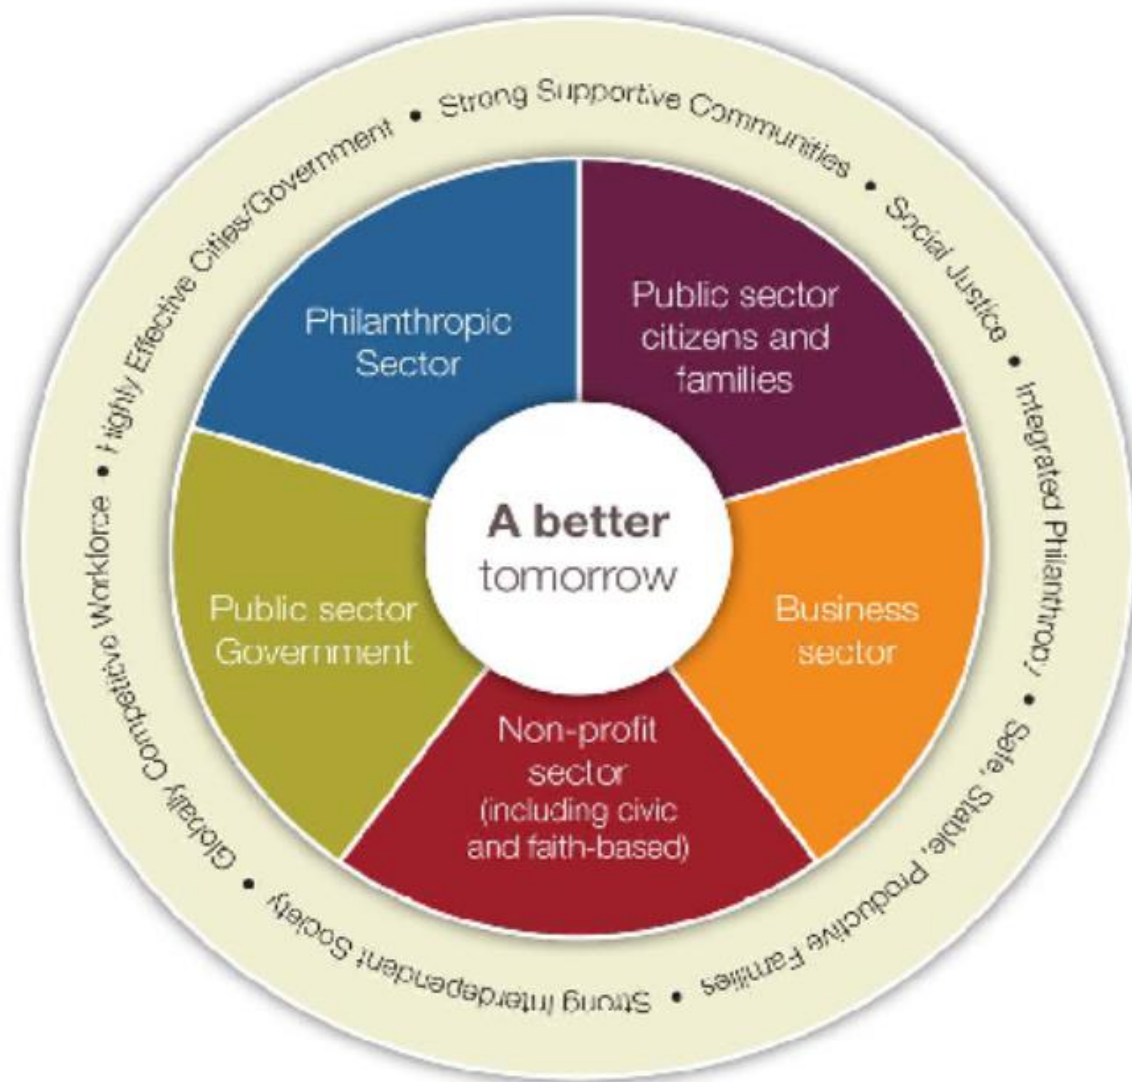 • Strong Supportive Communities • Social Justice • Integrated Philanthropy • Safe, Stable, Productive Families • Strong Interdependent Society • Globally Competitive Workforce • Highly Effective Cities/Government
Philanthropic
Sector
Public sector
citizens and
families
A better
tomorrow
Public sector
Government
Business
sector
Non-profit
sector
(including civic
and faith-based)